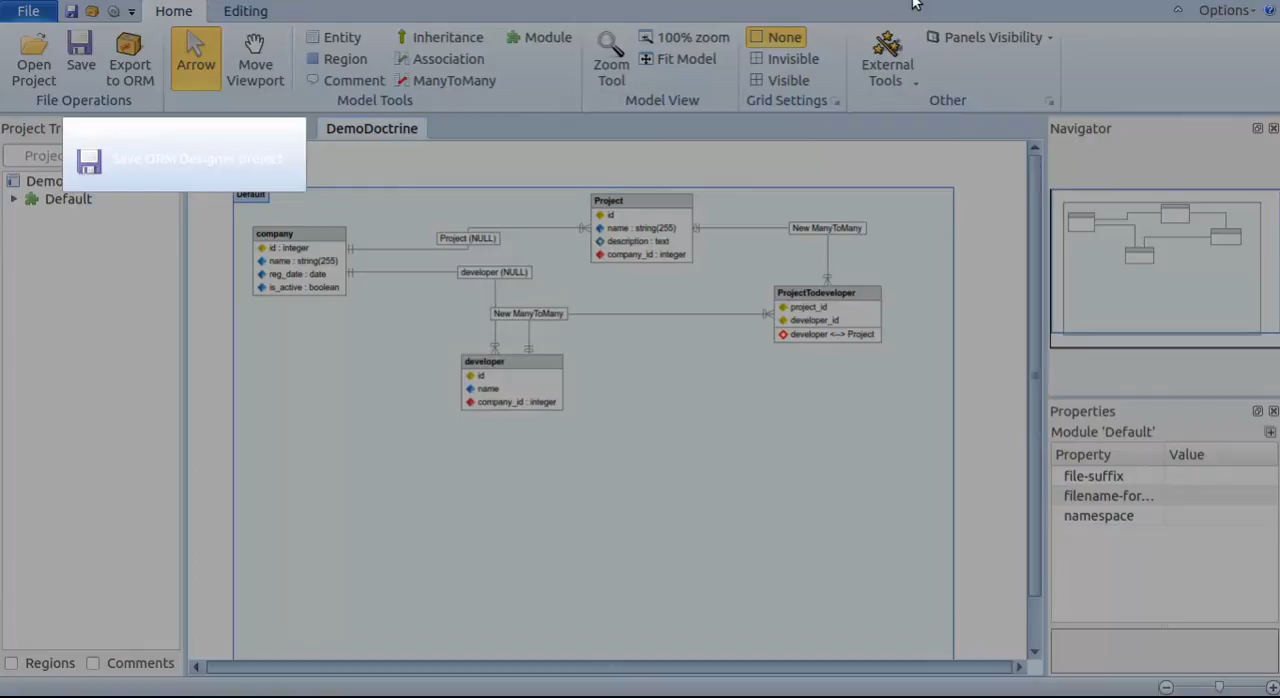 File
Home
Editing
Options
Open Project
Save
Export to ORM
File Operations
Arrow
Move Viewport
Entity
Region
Comment
Inheritance
Association
ManyToMany
Module
Model Tools
Zoom Tool
100% zoom
Fit Model
Model View
None
Invisible
Visible
Grid Settings
External Tools
Panels Visibility
Other
Project Tr
Projec
Demo
Default
Save ORM Designer project
DemoDoctrine
Default
company
id : integer
name : string(255)
reg_date : date
is_active : boolean
Project (NULL)
developer (NULL)
New ManyToMany
Project
id
name : string(255)
description : text
company_id : integer
New ManyToMany
ProjectTodeveloper
project_id
developer_id
developer <--> Project
developer
id
name
company_id : integer
Navigator
Properties
Module 'Default'
Property Value
file-suffix
filename-for...
namespace
Regions
Comments